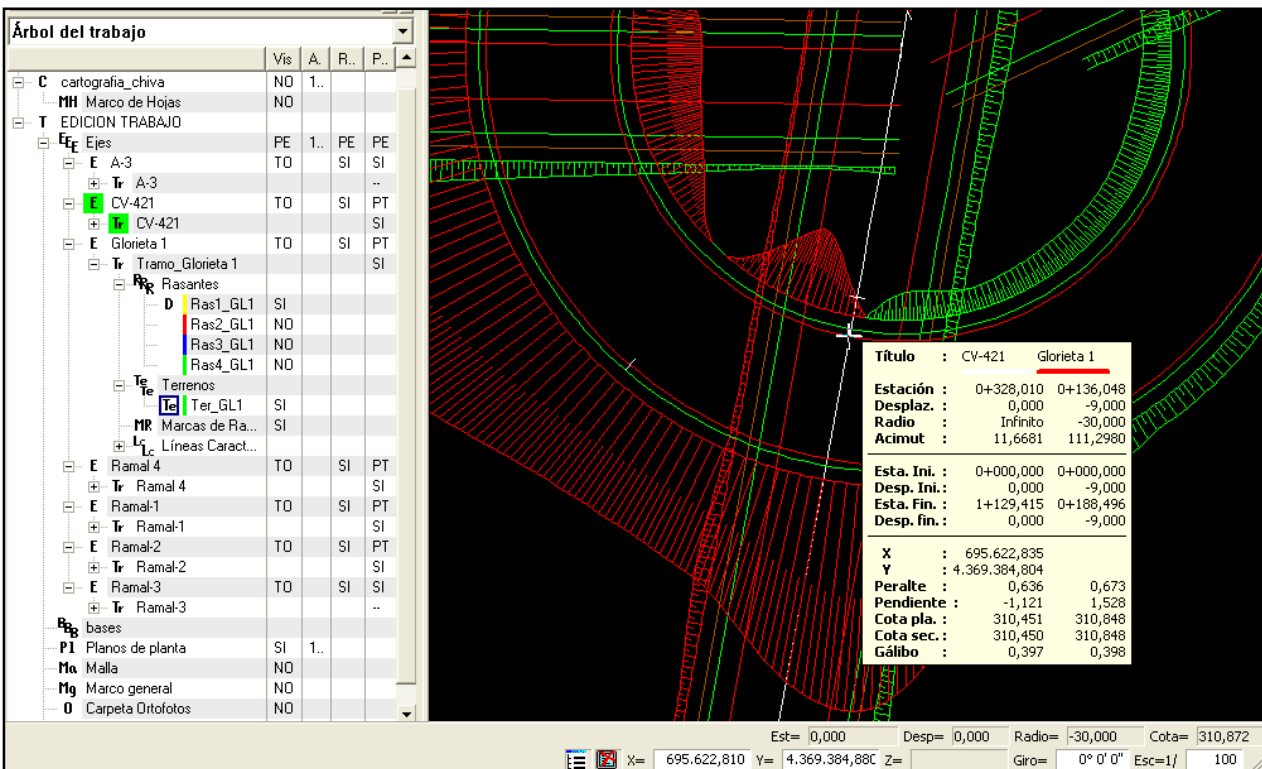 Árbol del trabajo
Vis A. R.. P..
C cartografia_chiva NO 1..
MH Marco de Hojas NO
T EDICION TRABAJO
EEE Ejes PE 1.. PE PE
E A-3 TO SI SI
Tr A-3 --
E CV-421 TO SI PT
Tr CV-421 SI
E Glorieta 1 TO SI PT
Tr Tramo_Glorieta 1 SI
RRR Rasantes
D Ras1_GL1 SI
Ras2_GL1 NO
Ras3_GL1 NO
Ras4_GL1 NO
Te Te Terrenos
Te Ter_GL1 SI
MR Marcas de Ra... SI
Lc Lc Líneas Caract...
E Ramal 4 TO SI PT
Tr Ramal 4 SI
E Ramal-1 TO SI PT
Tr Ramal-1 SI
E Ramal-2 TO SI PT
Tr Ramal-2 SI
E Ramal-3 TO SI SI
Tr Ramal-3 --
BBB bases
Pl Planos de planta SI 1..
Ma Malla NO
Mg Marco general NO
O Carpeta Ortofotos NO
Título : CV-421 Glorieta 1
Estación : 0+328,010 0+136,048
Desplaz. : 0,000 -9,000
Radio : Infinito -30,000
Acimut : 11,6681 111,2980
Esta. Ini. : 0+000,000 0+000,000
Desp. Ini.: 0,000 -9,000
Esta. Fin. : 1+129,415 0+188,496
Desp. fin. : 0,000 -9,000
X : 695.622,835
Y : 4.369.384,804
Peralte : 0,636 0,673
Pendiente : -1,121 1,528
Cota pla. : 310,451 310,848
Cota sec. : 310,450 310,848
Gálibo : 0,397 0,398
Est= 0,000 Desp= 0,000 Radio= -30,000 Cota= 310,872
X= 695.622,810 Y= 4.369.384,880 Z= Giro= 0° 0' 0" Esc=1/ 100